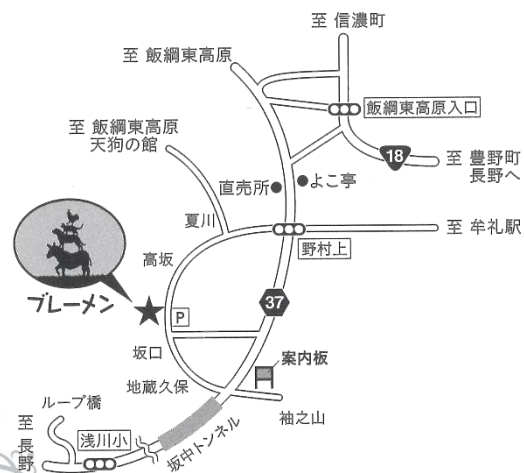 至 信濃町
至 飯綱東高原
飯綱東高原入口
至 飯綱東高原
天狗の館
18
至 豊野町
長野へ
直売所
よこ亭
夏川
至 牟礼駅
高坂
野村上
ブレーメン
P
37
坂口
案内板
地蔵久保
袖之山
ループ橋
至 長野
浅川小
坂中トンネル